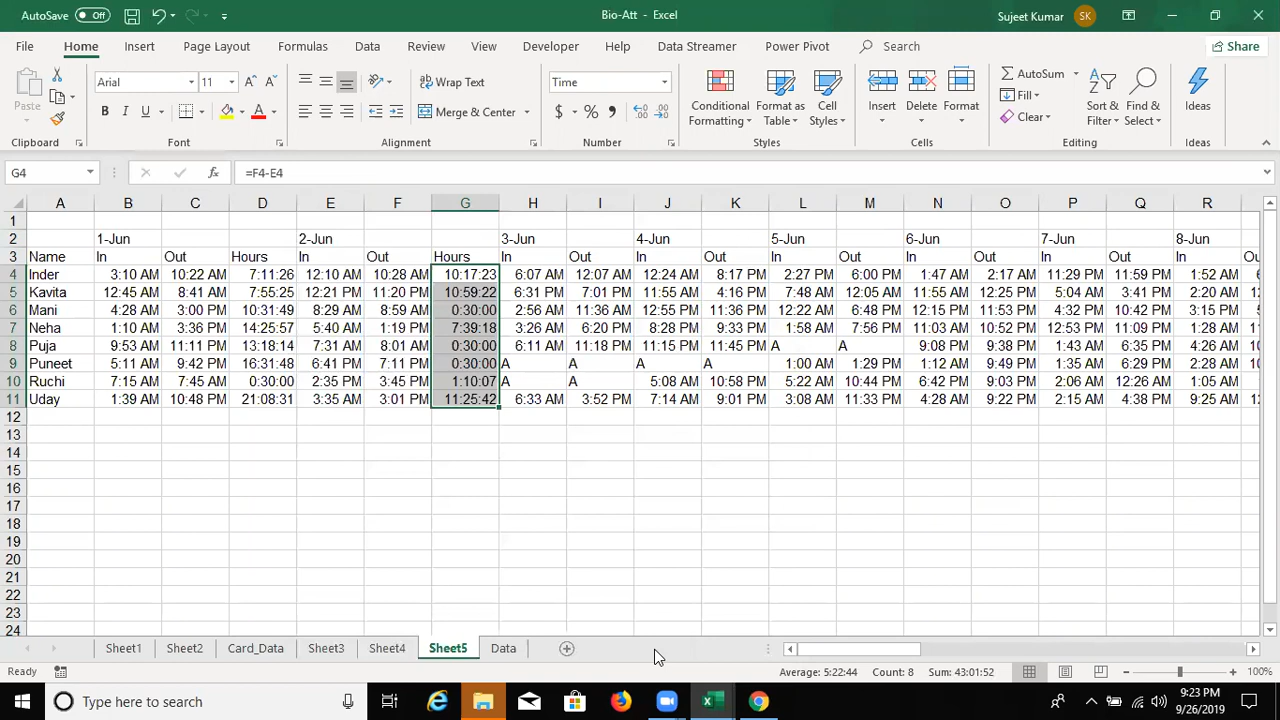 AutoSave Off Bio-Att - Excel Sujeet Kumar SK
File Home Insert Page Layout Formulas Data Review View Developer Help Data Streamer Power Pivot Search Share
Paste Arial 11 Wrap Text Time Conditional Formatting Format as Table Cell Styles Insert Delete Format AutoSum Sort & Filter Find & Select Ideas
B I U A Merge & Center $ % Fill Clear
Clipboard Font Alignment Number Styles Cells Editing Ideas
G4 fx =F4-E4
A B C D E F G H I J K L M N O P Q R
1
2 1-Jun 2-Jun 3-Jun 4-Jun 5-Jun 6-Jun 7-Jun 8-Jun
3 Name In Out Hours In Out Hours In Out In Out In Out In Out In Out In Ou
4 Inder 3:10 AM 10:22 AM 7:11:26 12:10 AM 10:28 AM 10:17:23 6:07 AM 12:07 AM 12:24 AM 8:17 PM 2:27 PM 6:00 PM 1:47 AM 2:17 AM 11:29 PM 11:59 PM 1:52 AM
5 Kavita 12:45 AM 8:41 AM 7:55:25 12:21 PM 11:20 PM 10:59:22 6:31 PM 7:01 PM 11:55 AM 4:16 PM 7:48 AM 12:05 AM 11:55 AM 12:25 PM 5:04 AM 3:41 PM 2:20 AM
6 Mani 4:28 AM 3:00 PM 10:31:49 8:29 AM 8:59 AM 0:30:00 2:56 AM 11:36 AM 12:55 AM 11:36 PM 12:22 AM 6:48 AM 12:15 PM 11:53 AM 4:32 PM 10:42 PM 3:15 PM
7 Neha 1:10 AM 3:36 PM 14:25:57 5:40 AM 1:19 PM 7:39:18 3:26 AM 6:20 PM 8:28 PM 9:33 PM 1:58 AM 7:56 PM 11:03 AM 10:52 PM 12:53 PM 11:09 PM 1:28 AM
8 Puja 9:53 AM 11:11 PM 13:18:14 7:31 AM 8:01 AM 0:30:00 6:11 AM 11:18 PM 11:15 PM 11:45 PM A A 9:08 PM 9:38 PM 1:43 AM 6:35 PM 4:26 AM
9 Puneet 5:11 AM 9:42 PM 16:31:48 6:41 PM 7:11 PM 0:30:00 A A A A 1:00 AM 1:29 PM 1:12 AM 9:49 PM 1:35 AM 6:29 PM 2:28 PM
10 Ruchi 7:15 AM 7:45 AM 0:30:00 2:35 PM 3:45 PM 1:10:07 A A 5:08 AM 10:58 PM 5:22 AM 10:44 PM 6:42 PM 9:03 PM 2:06 AM 12:26 AM 1:05 AM
11 Uday 1:39 AM 10:48 PM 21:08:31 3:35 AM 3:01 PM 11:25:42 6:33 AM 3:52 PM 7:14 AM 9:01 PM 3:08 AM 11:33 PM 4:28 AM 9:22 PM 2:15 AM 4:38 PM 9:25 AM
12
13
14
15
16
17
18
19
20
21
22
23
24
Sheet1 Sheet2 Card_Data Sheet3 Sheet4 Sheet5 Data
Ready Average: 5:22:44 Count: 8 Sum: 43:01:52 100%
Type here to search 9:23 PM
9/26/2019